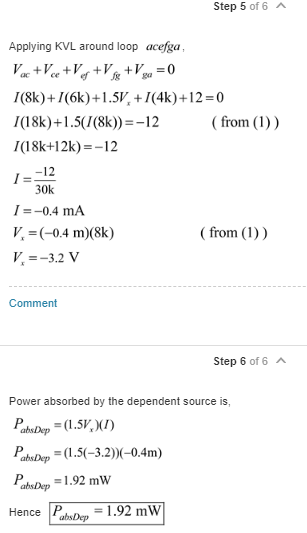 Step 5 of 6
Applying KVL around loop acefga,
V_ac + V_ce + V_ef + V_fg + V_ga = 0
I(8k)+I(6k)+1.5V_x+I(4k)+12=0
I(18k)+1.5(I(8k))=-12 ( from (1) )
I(18k+12k)=-12
I = -12/30k
I=-0.4 mA
V_x=(-0.4 m)(8k) ( from (1) )
V_x=-3.2 V
Comment
Step 6 of 6
Power absorbed by the dependent source is,
P_absDep=(1.5V_x)(I)
P_absDep=(1.5(-3.2))(-0.4m)
P_absDep=1.92 mW
Hence P_absDep = 1.92 mW